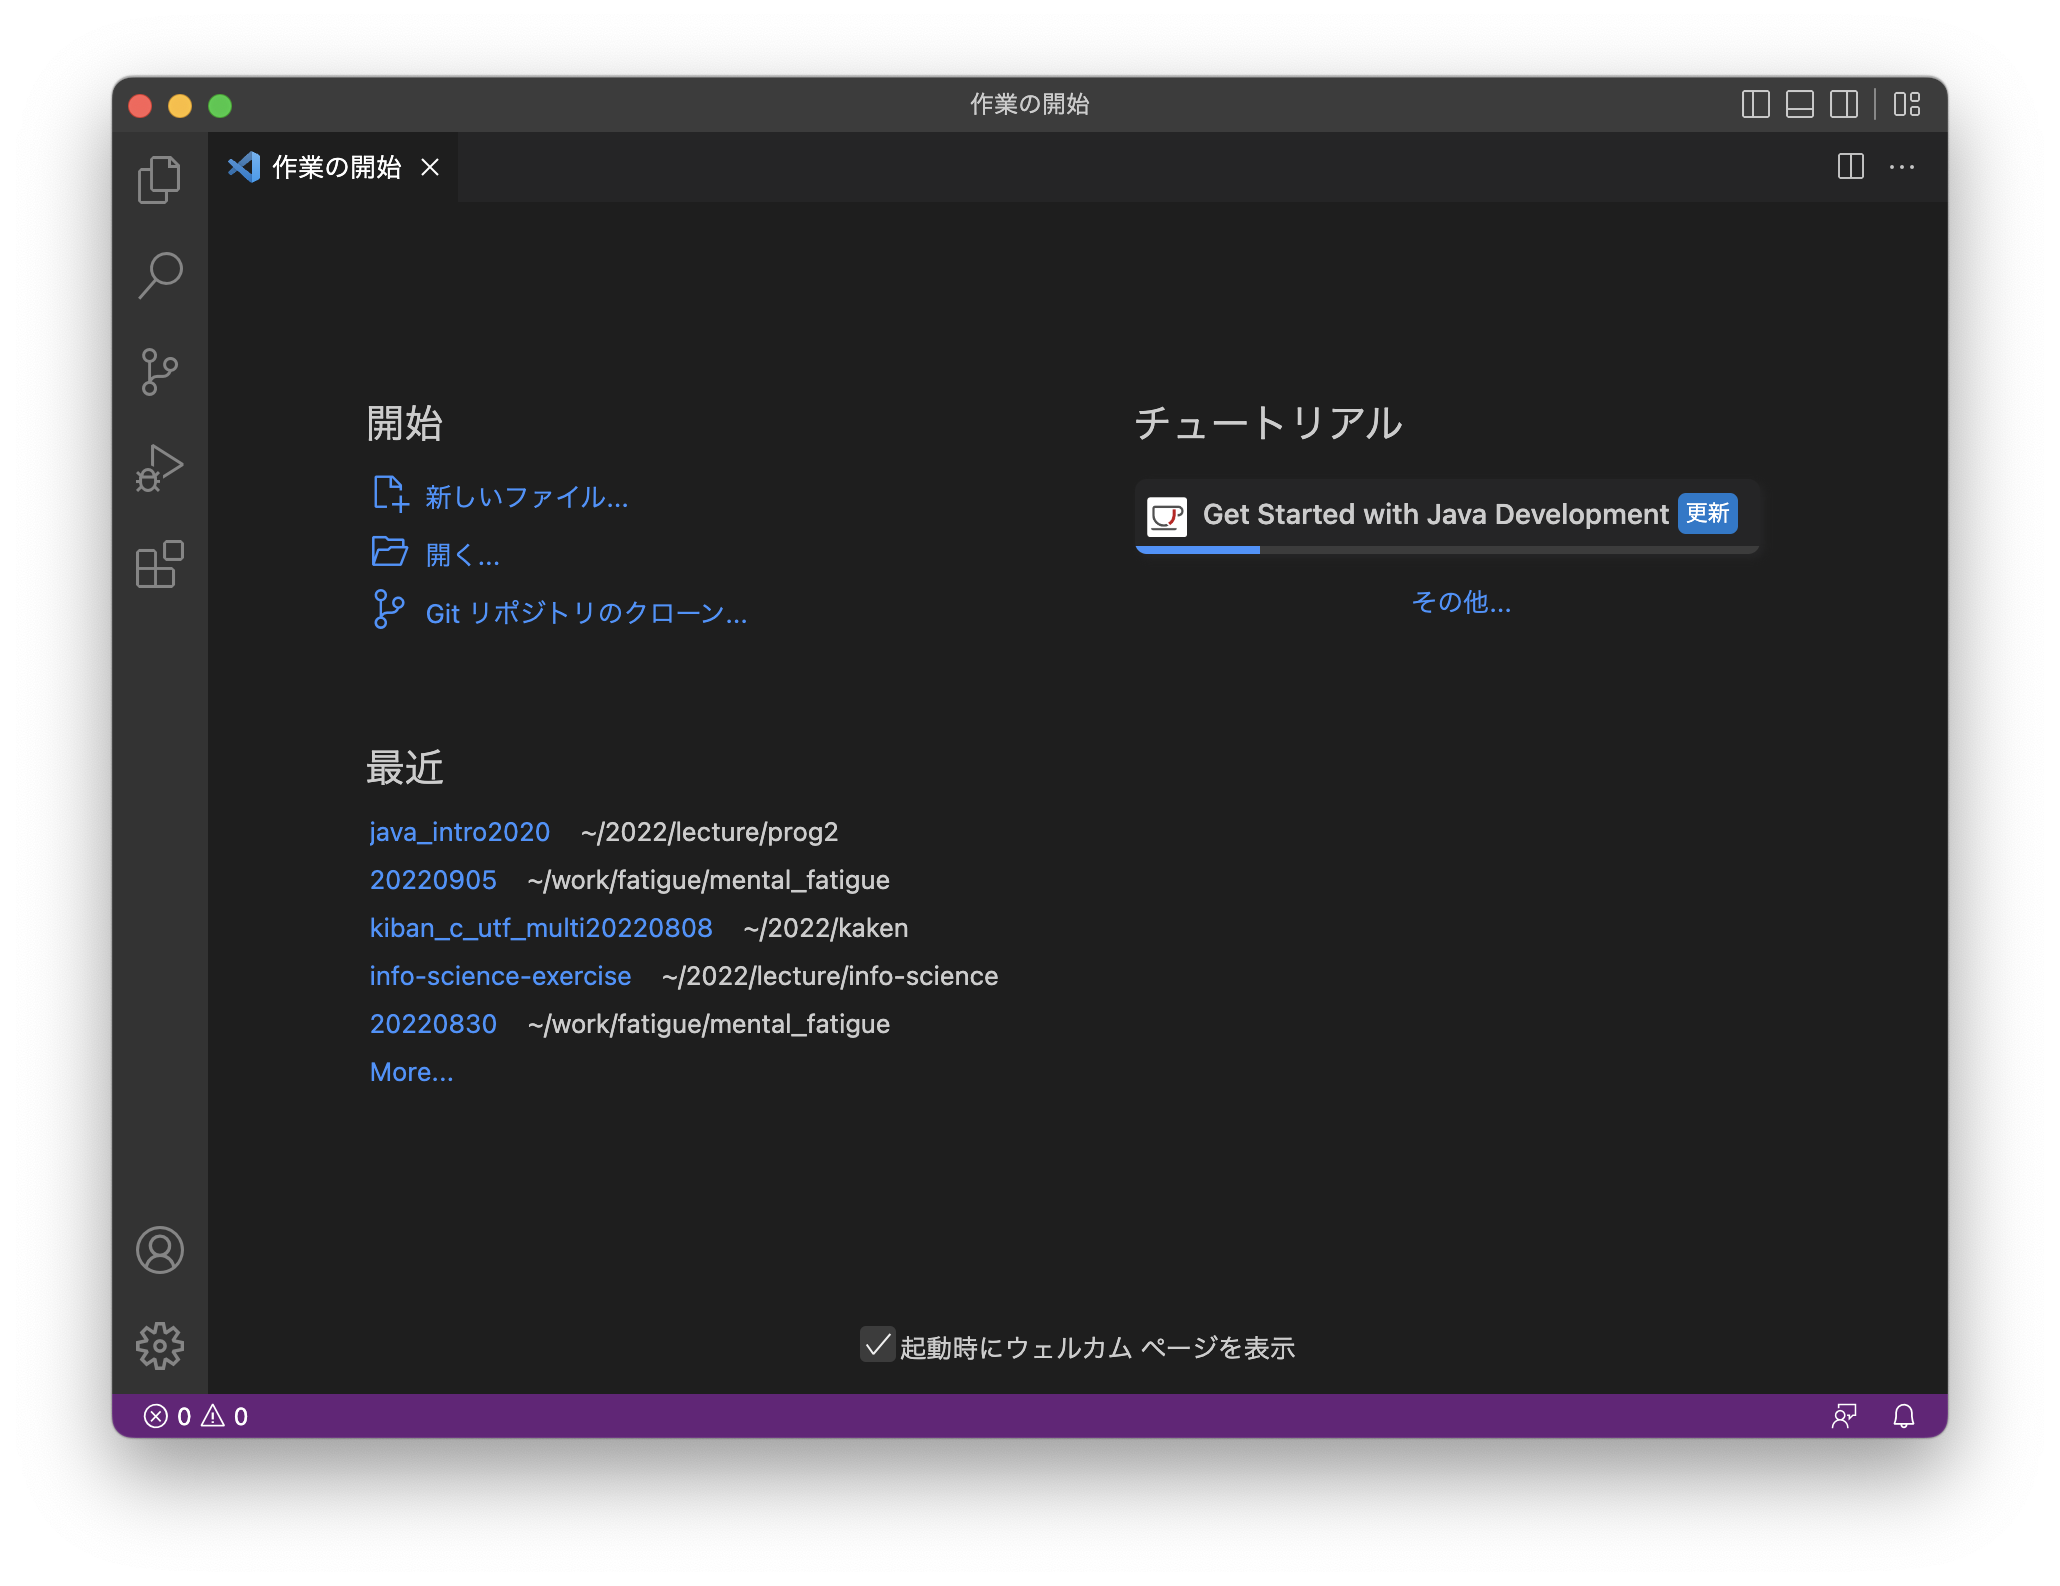 作業の開始
作業の開始
開始
新しいファイル...
開く...
Git リポジトリのクローン...
チュートリアル
Get Started with Java Development 更新
その他...
最近
java_intro2020 ~/2022/lecture/prog2
20220905 ~/work/fatigue/mental_fatigue
kiban_c_utf_multi20220808 ~/2022/kaken
info-science-exercise ~/2022/lecture/info-science
20220830 ~/work/fatigue/mental_fatigue
More...
起動時にウェルカム ページを表示
0 0